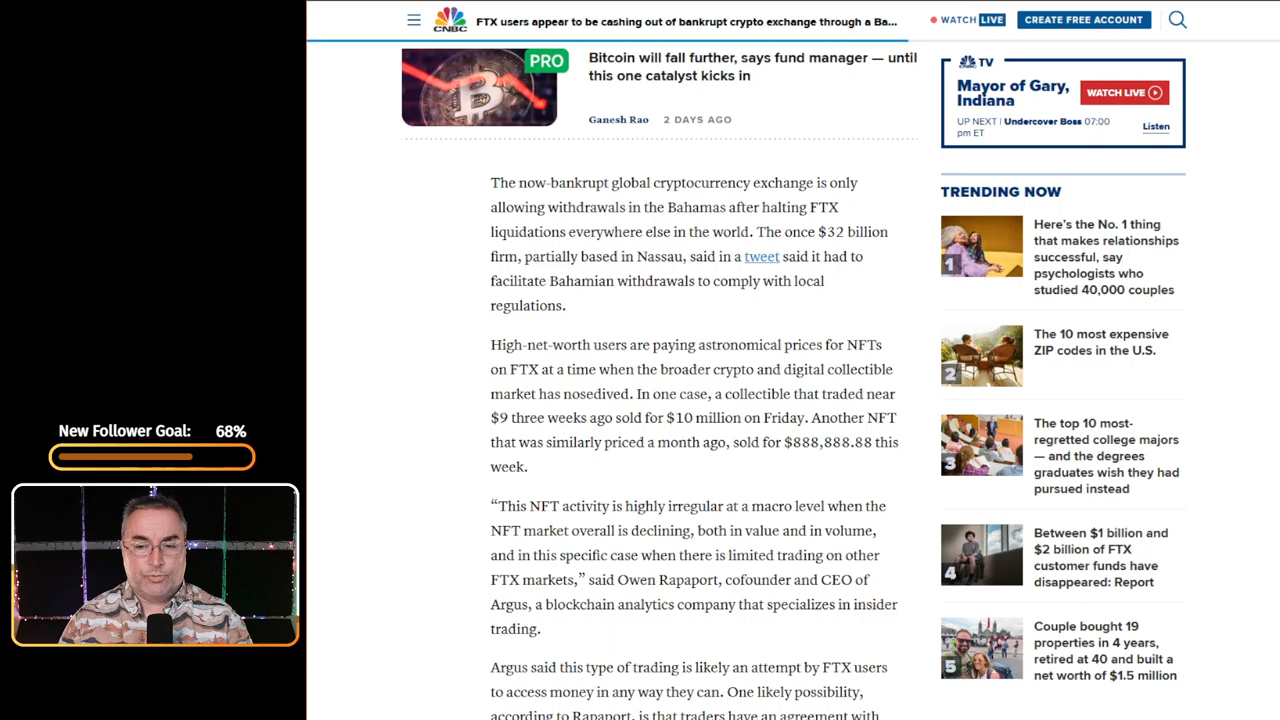 CNBC
FTX users appear to be cashing out of bankrupt crypto exchange through a Ba...
WATCH LIVE
CREATE FREE ACCOUNT
PRO
Bitcoin will fall further, says fund manager — until
this one catalyst kicks in
Ganesh Rao 2 DAYS AGO
The now-bankrupt global cryptocurrency exchange is only
allowing withdrawals in the Bahamas after halting FTX
liquidations everywhere else in the world. The once $32 billion
firm, partially based in Nassau, said in a tweet said it had to
facilitate Bahamian withdrawals to comply with local
regulations.
High-net-worth users are paying astronomical prices for NFTs
on FTX at a time when the broader crypto and digital collectible
market has nosedived. In one case, a collectible that traded near
$9 three weeks ago sold for $10 million on Friday. Another NFT
that was similarly priced a month ago, sold for $888,888.88 this
week.
“This NFT activity is highly irregular at a macro level when the
NFT market overall is declining, both in value and in volume,
and in this specific case when there is limited trading on other
FTX markets,” said Owen Rapaport, cofounder and CEO of
Argus, a blockchain analytics company that specializes in insider
trading.
Argus said this type of trading is likely an attempt by FTX users
to access money in any way they can. One likely possibility,
according to Rapaport, is that traders have an agreement with
TV
Mayor of Gary,
Indiana
WATCH LIVE
UP NEXT | Undercover Boss 07:00
pm ET
Listen
TRENDING NOW
1
Here’s the No. 1 thing
that makes relationships
successful, say
psychologists who
studied 40,000 couples
2
The 10 most expensive
ZIP codes in the U.S.
3
The top 10 most-
regretted college majors
— and the degrees
graduates wish they had
pursued instead
4
Between $1 billion and
$2 billion of FTX
customer funds have
disappeared: Report
5
Couple bought 19
properties in 4 years,
retired at 40 and built a
net worth of $1.5 million
New Follower Goal: 68%